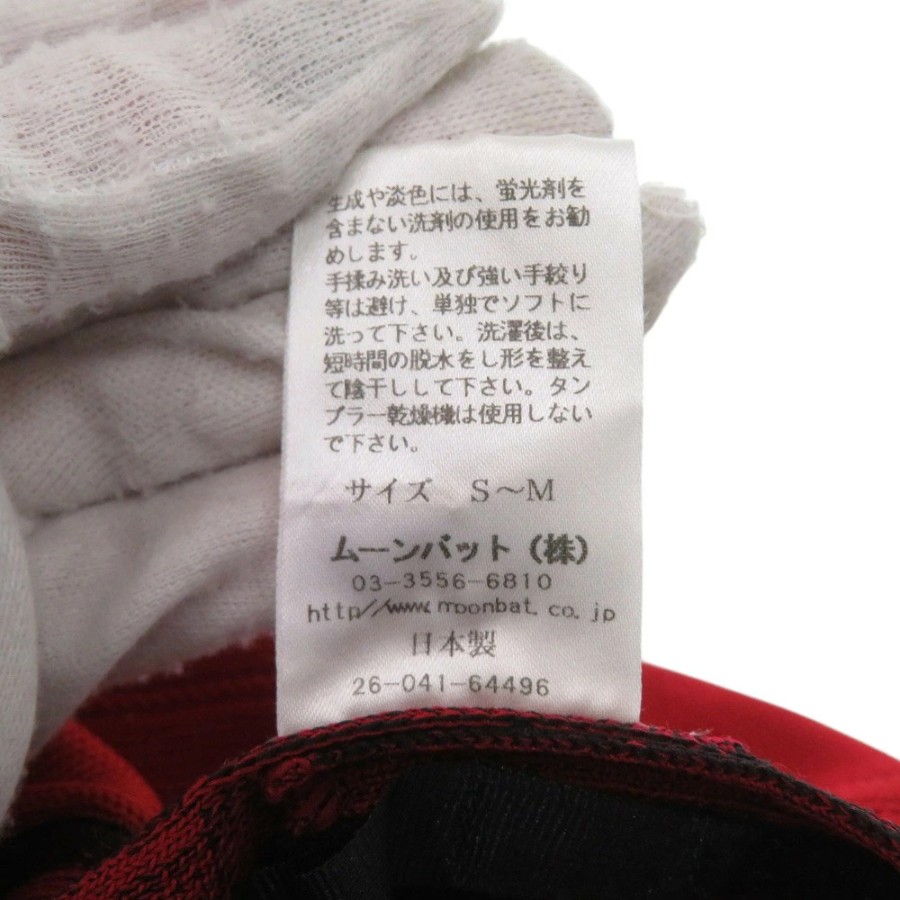 生成や淡色には、蛍光剤を
含まない洗剤の使用をお勧
めします。
手揉み洗い及び強い手絞り
等は避け、単独でソフトに
洗って下さい。洗濯後は、
短時間の脱水をし形を整え
て陰干しして下さい。タン
ブラー乾燥機は使用しない
で下さい。
サイズ S～M
ムーンバット(株)
03-3556-6810
http//www.moonbat.co.jp
日本製
26-041-64496